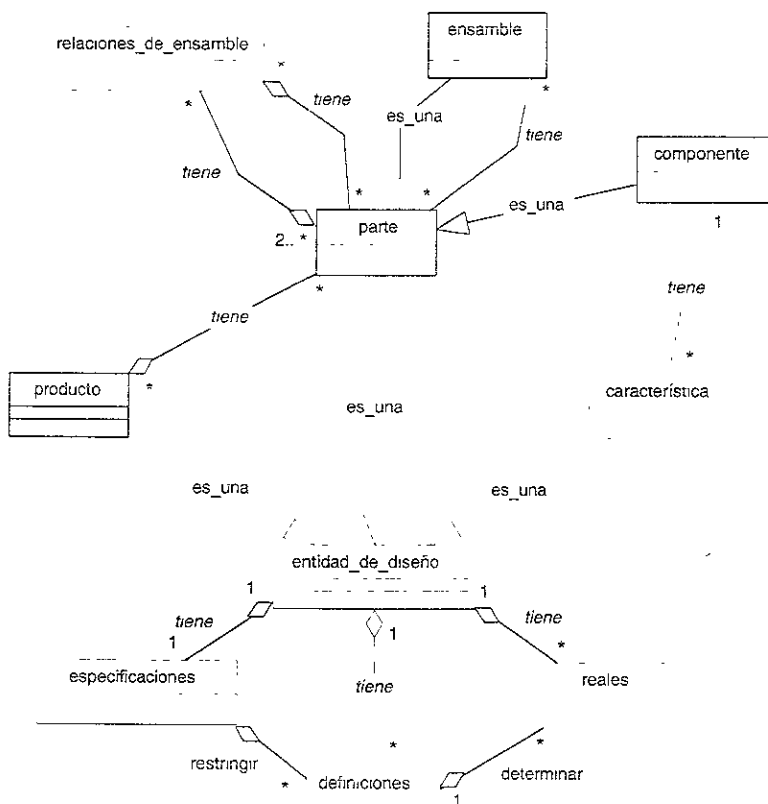 ensamble
relaciones_de_ensamble
*
*
*
tiene
es_una
tiene
tiene
componente
*
*
es_una
1
parte
2.. *
*
tiene
tiene
*
producto
*
característica
es_una
es_una
es_una
entidad_de_diseño
1
1
tiene
1
tiene
1
*
especificaciones
tiene
reales
restringir
*
*
determinar
*
definiciones
1